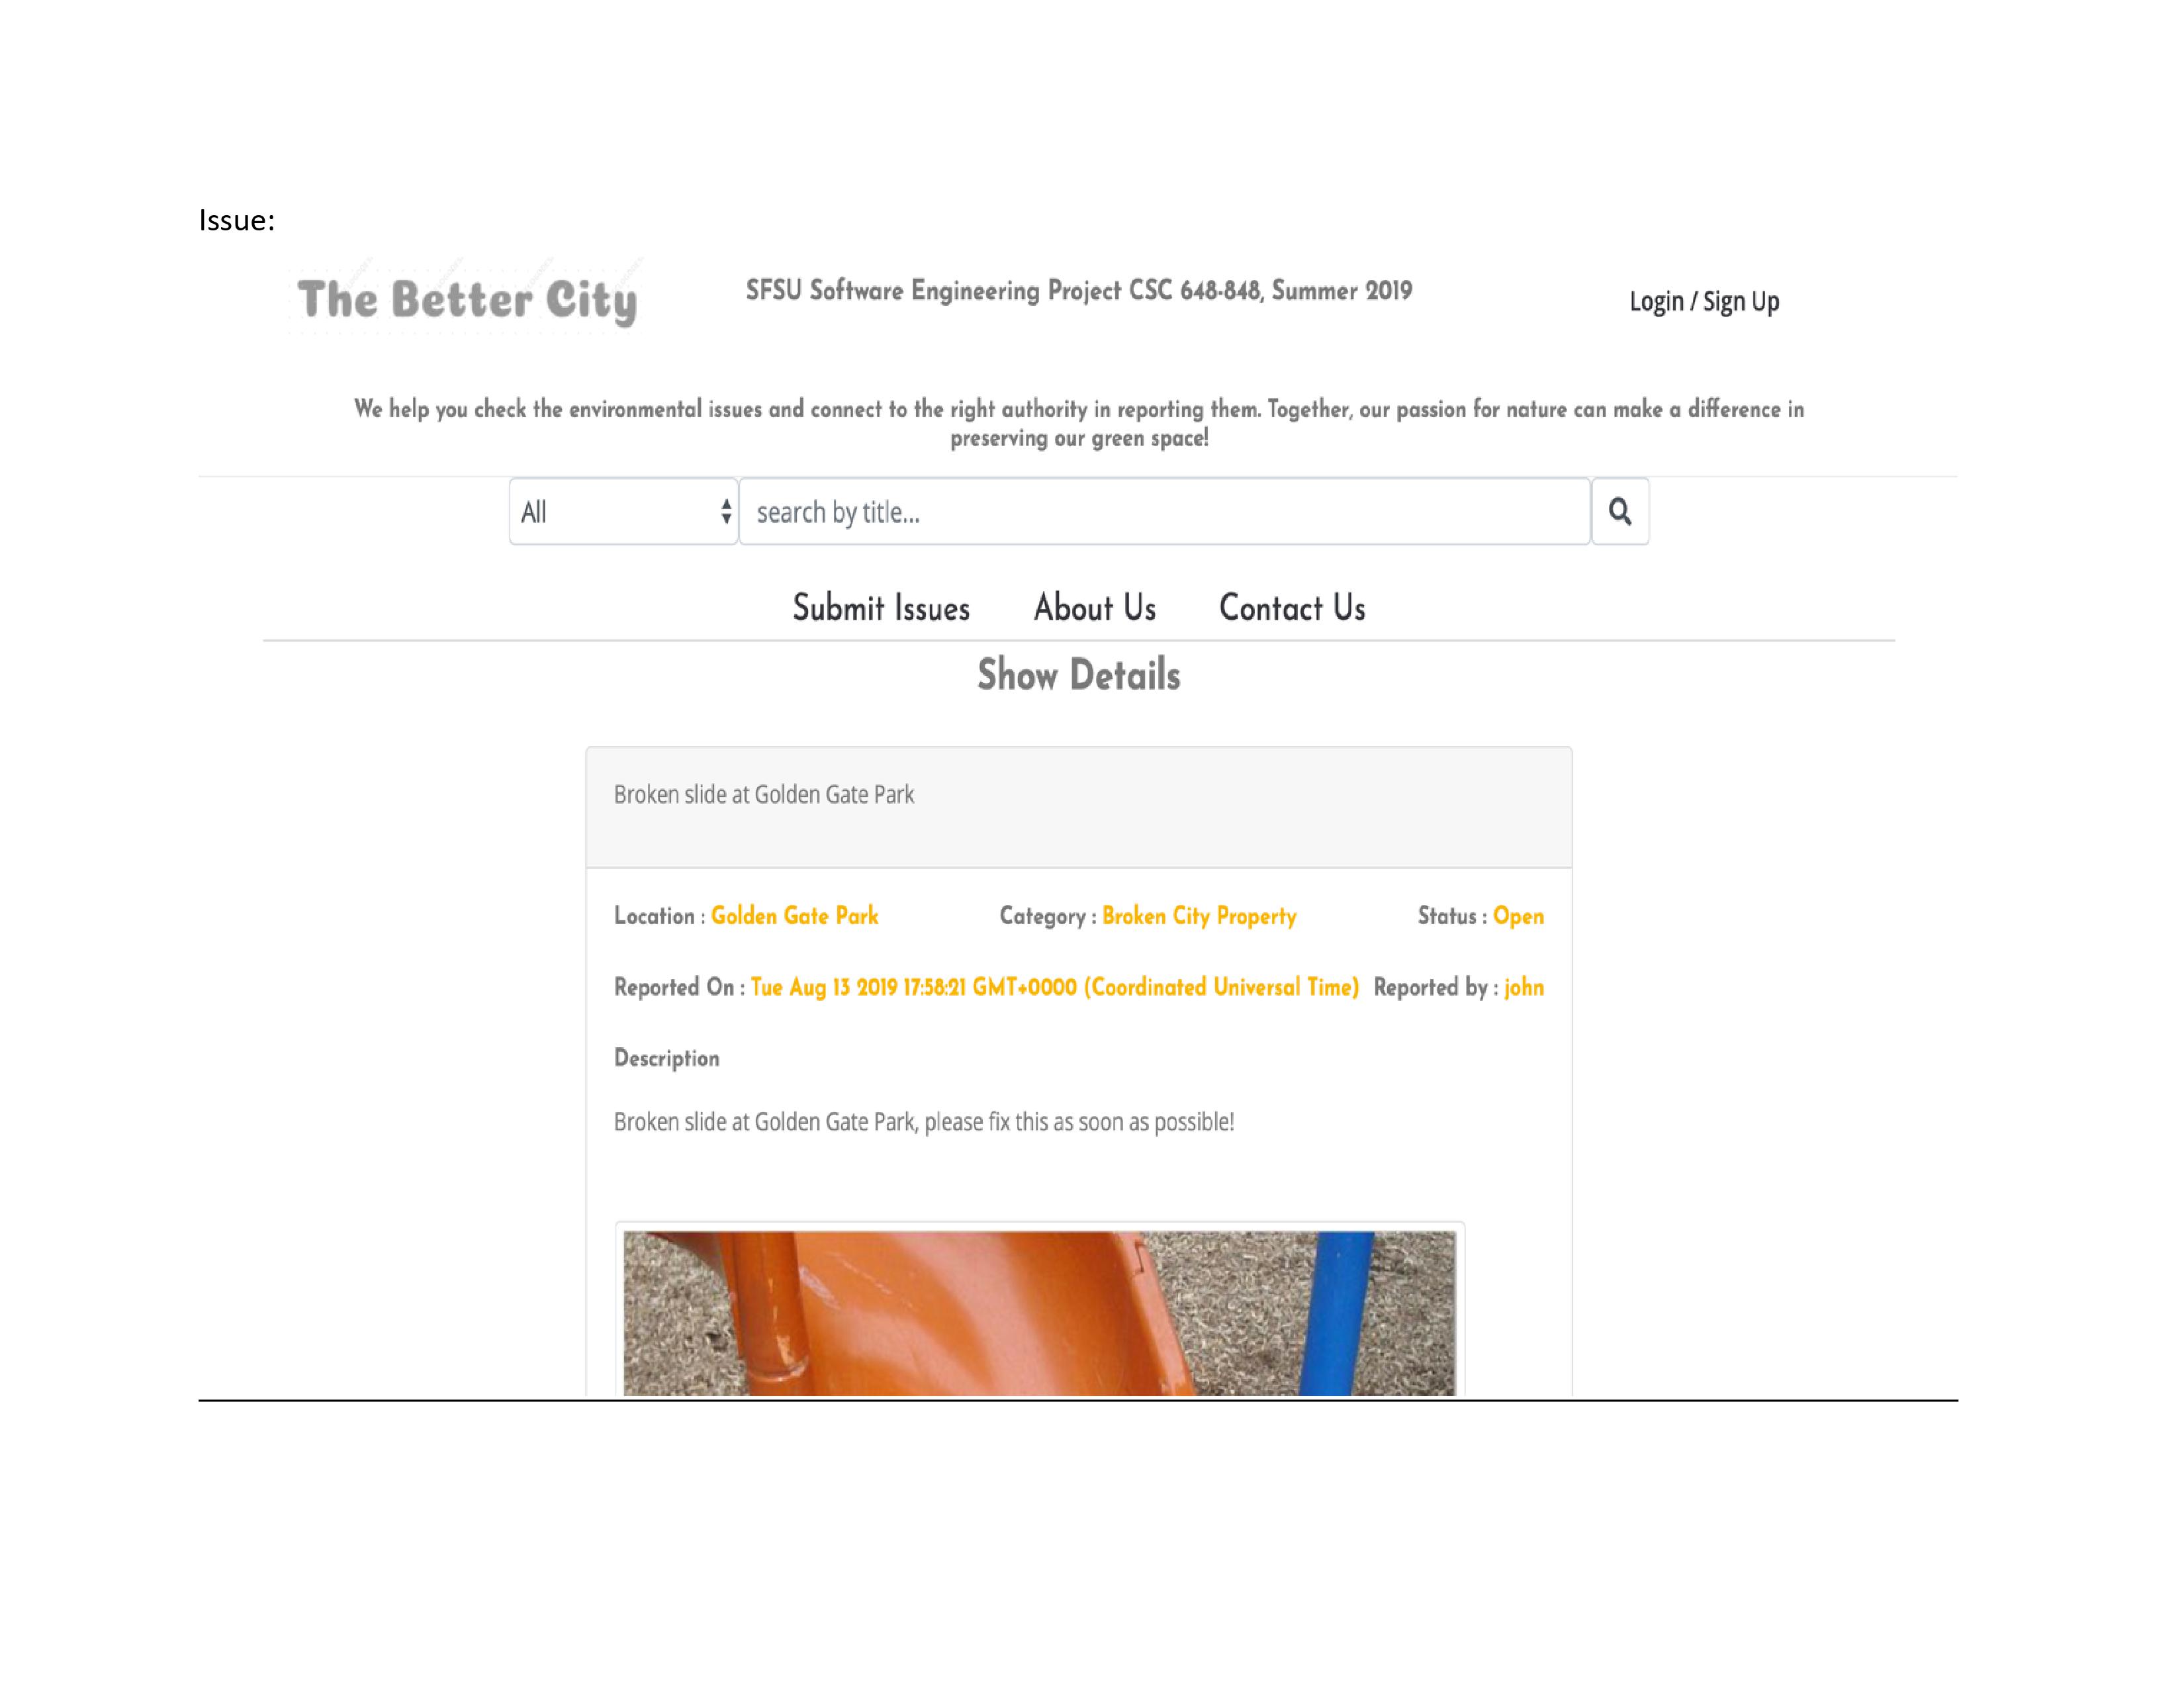 Issue:
The Better City
SFSU Software Engineering Project CSC 648-848, Summer 2019
Login / Sign Up
We help you check the environmental issues and connect to the right authority in reporting them. Together, our passion for nature can make a difference in
preserving our green space!
All
search by title...
Submit Issues About Us Contact Us
Show Details
Broken slide at Golden Gate Park
Location : Golden Gate Park Category : Broken City Property Status : Open
Reported On : Tue Aug 13 2019 17:58:21 GMT+0000 (Coordinated Universal Time) Reported by : john
Description
Broken slide at Golden Gate Park, please fix this as soon as possible!